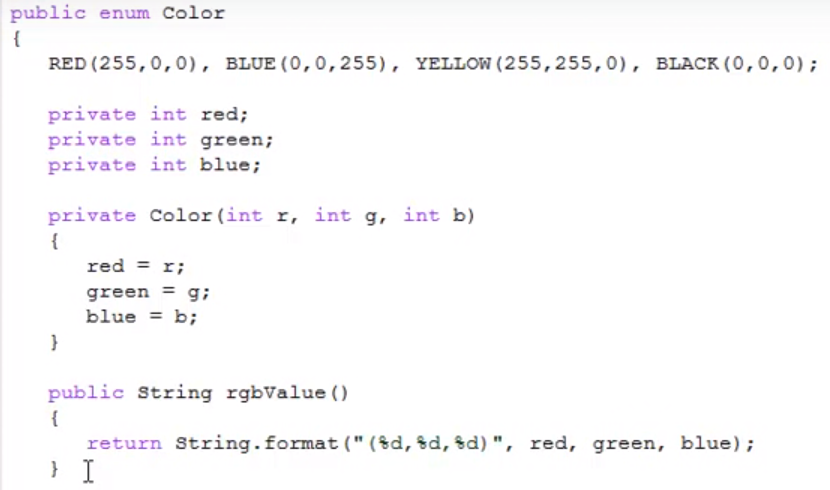 public enum Color
{
RED(255,0,0), BLUE(0,0,255), YELLOW(255,255,0), BLACK(0,0,0);
private int red;
private int green;
private int blue;
private Color(int r, int g, int b)
{
red = r;
green = g;
blue = b;
}
public String rgbValue()
{
return String.format("(%d,%d,%d)", red, green, blue);
}